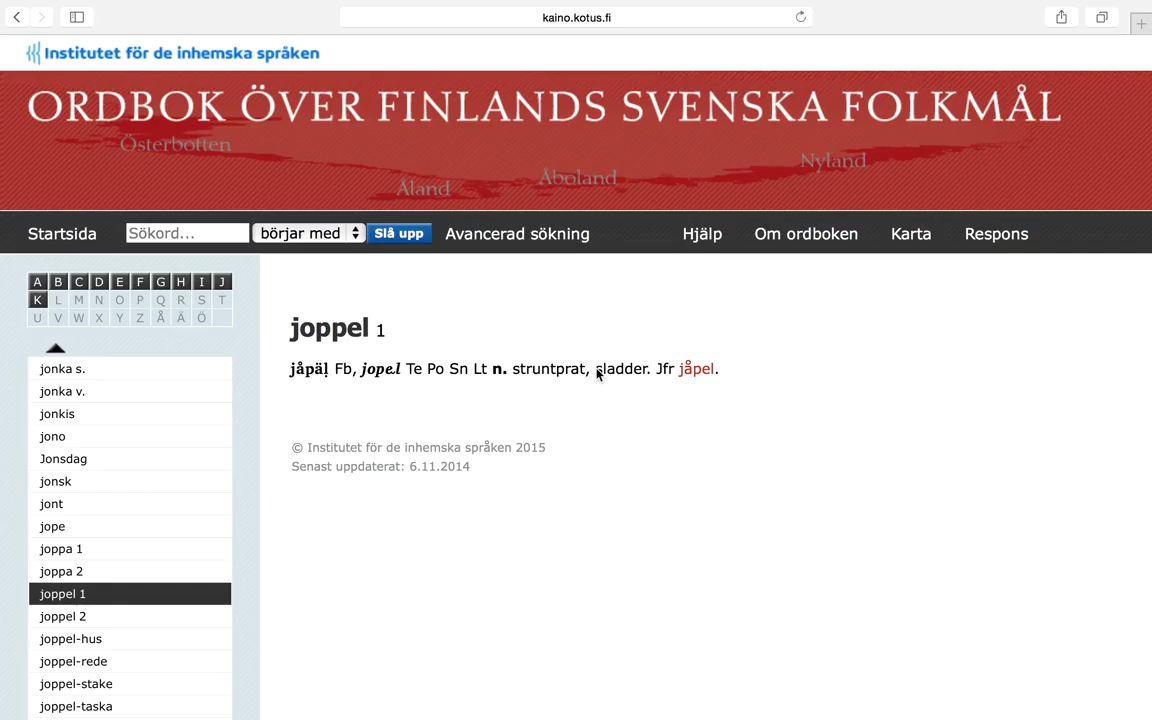 kaino.kotus.fi
Institutet för de inhemska språken
ORDBOK ÖVER FINLANDS SVENSKA FOLKMÅL
Österbotten
Åland
Åboland
Nyland
Startsida Sökord... börjar med Slå upp Avancerad sökning Hjälp Om ordboken Karta Respons
A B C D E F G H I J
K L M N O P Q R S T
U V W X Y Z Å Ä Ö
jonka s.
jonka v.
jonkis
jono
Jonsdag
jonsk
jont
jope
joppa 1
joppa 2
joppel 1
joppel 2
joppel-hus
joppel-rede
joppel-stake
joppel-taska
joppel 1
jåpäḷ Fb, jope.l Te Po Sn Lt n. struntprat, sladder. Jfr jåpel.
© Institutet för de inhemska språken 2015
Senast uppdaterat: 6.11.2014